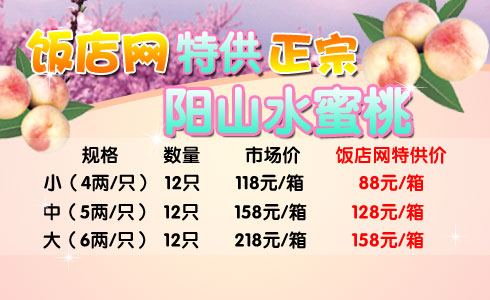 饭店网特供正宗
阳山水蜜桃
规格 数量 市场价 饭店网特供价
小（4两/只） 12只 118元/箱 88元/箱
中（5两/只） 12只 158元/箱 128元/箱
大（6两/只） 12只 218元/箱 158元/箱